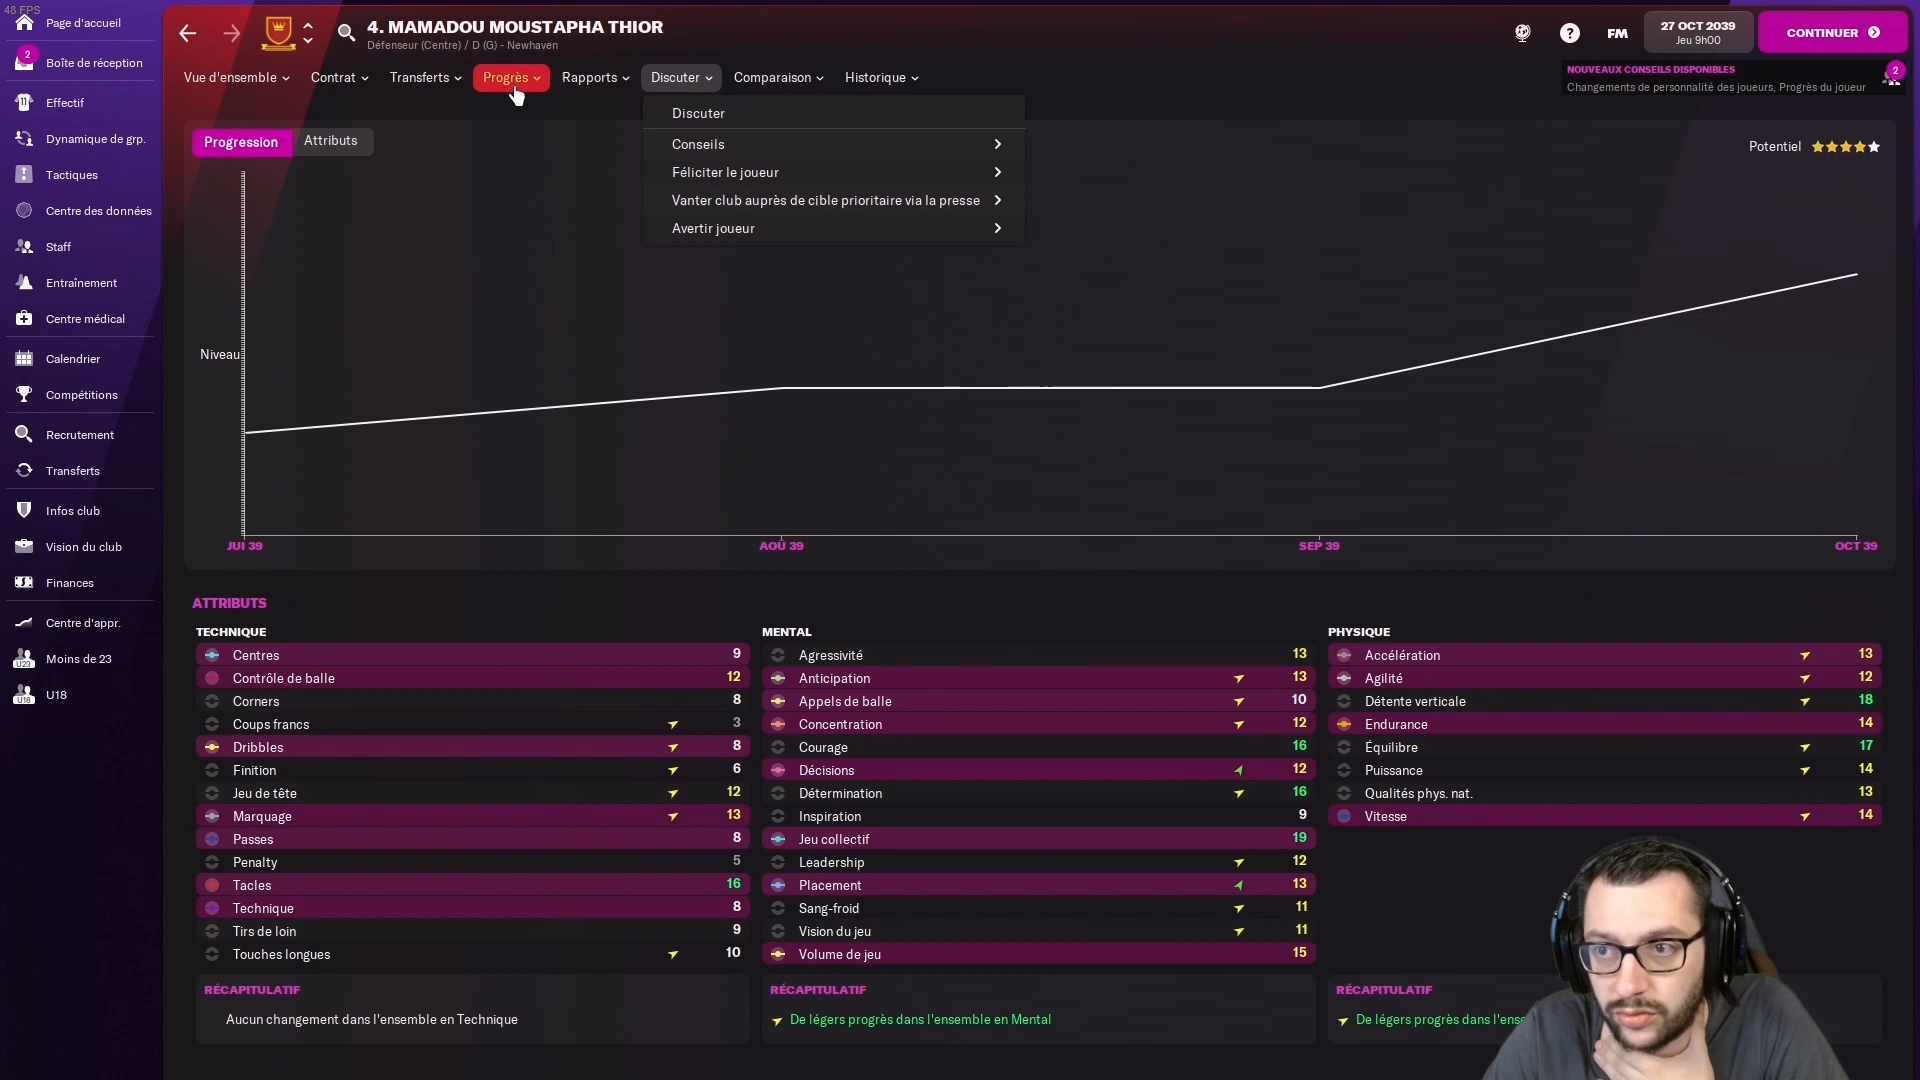 48 FPS
Page d'accueil
2
Boîte de réception
Effectif
Dynamique de grp.
Tactiques
Centre des données
Staff
Entraînement
Centre médical
Calendrier
Compétitions
Recrutement
Transferts
Infos club
Vision du club
Finances
Centre d'appr.
U23 Moins de 23
U18 U18
4. MAMADOU MOUSTAPHA THIOR
Défenseur (Centre) / D (G) - Newhaven
? FM
27 OCT 2039
Jeu 9h00
CONTINUER
Vue d'ensemble Contrat Transferts Progrès Rapports Discuter Comparaison Historique
NOUVEAUX CONSEILS DISPONIBLES
Changements de personnalité des joueurs, Progrès du joueur
2
Discuter
Conseils
Féliciter le joueur
Vanter club auprès de cible prioritaire via la presse
Avertir joueur
Progression Attributs
Potentiel
Niveau
JUI 39 AOÛ 39 SEP 39 OCT 39
ATTRIBUTS
TECHNIQUE
Centres 9
Contrôle de balle 12
Corners 8
Coups francs 3
Dribbles 8
Finition 6
Jeu de tête 12
Marquage 13
Passes 8
Penalty 5
Tacles 16
Technique 8
Tirs de loin 9
Touches longues 10
RÉCAPITULATIF
Aucun changement dans l'ensemble en Technique
MENTAL
Agressivité 13
Anticipation 13
Appels de balle 10
Concentration 12
Courage 16
Décisions 12
Détermination 16
Inspiration 9
Jeu collectif 19
Leadership 12
Placement 13
Sang-froid 11
Vision du jeu 11
Volume de jeu 15
RÉCAPITULATIF
De légers progrès dans l'ensemble en Mental
PHYSIQUE
Accélération 13
Agilité 12
Détente verticale 18
Endurance 14
Équilibre 17
Puissance 14
Qualités phys. nat. 13
Vitesse 14
RÉCAPITULATIF
De légers progrès dans l'ense